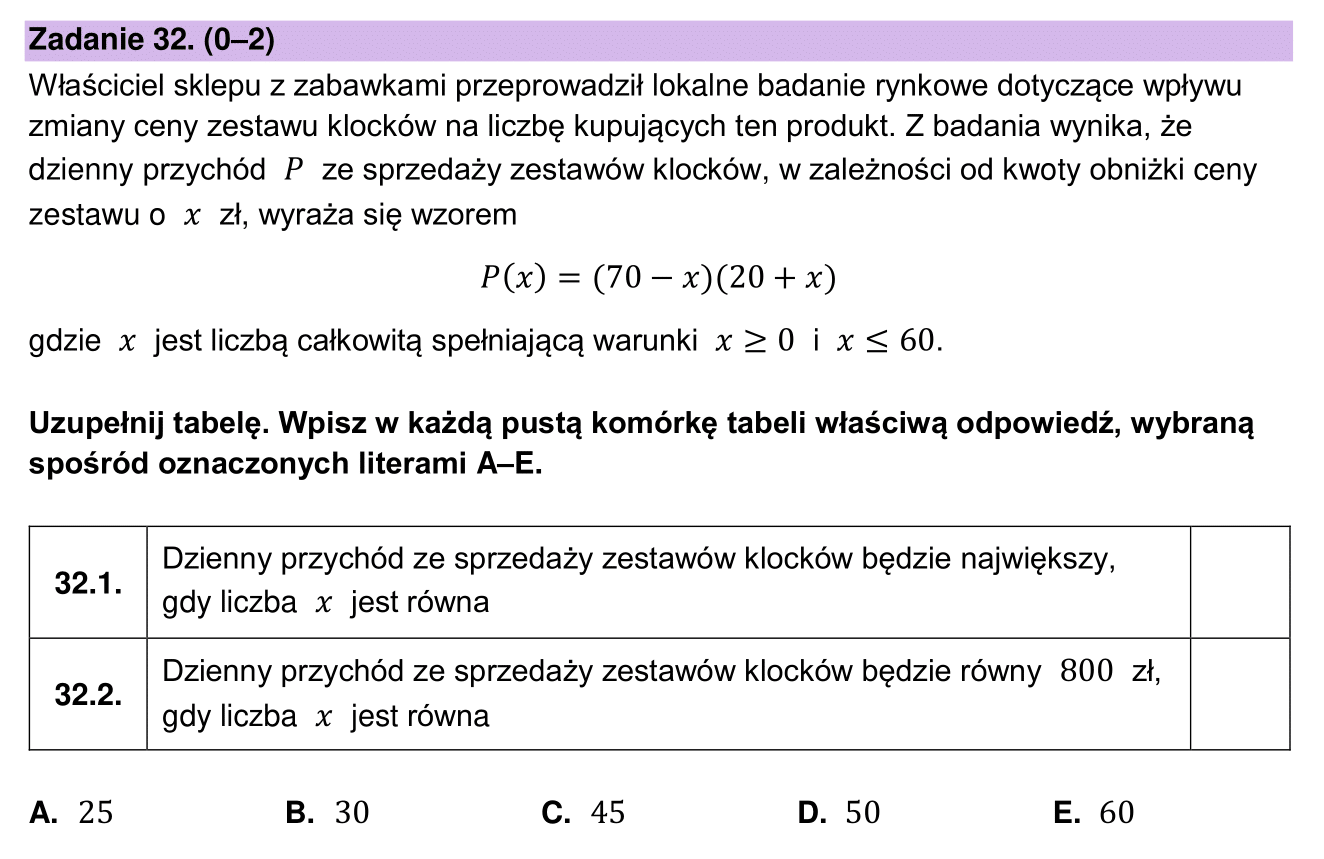 Zadanie 32. (0–2)
Właściciel sklepu z zabawkami przeprowadził lokalne badanie rynkowe dotyczące wpływu
zmiany ceny zestawu klocków na liczbę kupujących ten produkt. Z badania wynika, że
dzienny przychód P ze sprzedaży zestawów klocków, w zależności od kwoty obniżki ceny
zestawu o x zł, wyraża się wzorem
P(x) = (70 − x)(20 + x)
gdzie x jest liczbą całkowitą spełniającą warunki x ≥ 0 i x ≤ 60.
Uzupełnij tabelę. Wpisz w każdą pustą komórkę tabeli właściwą odpowiedź, wybraną
spośród oznaczonych literami A–E.
32.1.
Dzienny przychód ze sprzedaży zestawów klocków będzie największy,
gdy liczba x jest równa
32.2.
Dzienny przychód ze sprzedaży zestawów klocków będzie równy 800 zł,
gdy liczba x jest równa
A. 25 B. 30 C. 45 D. 50 E. 60